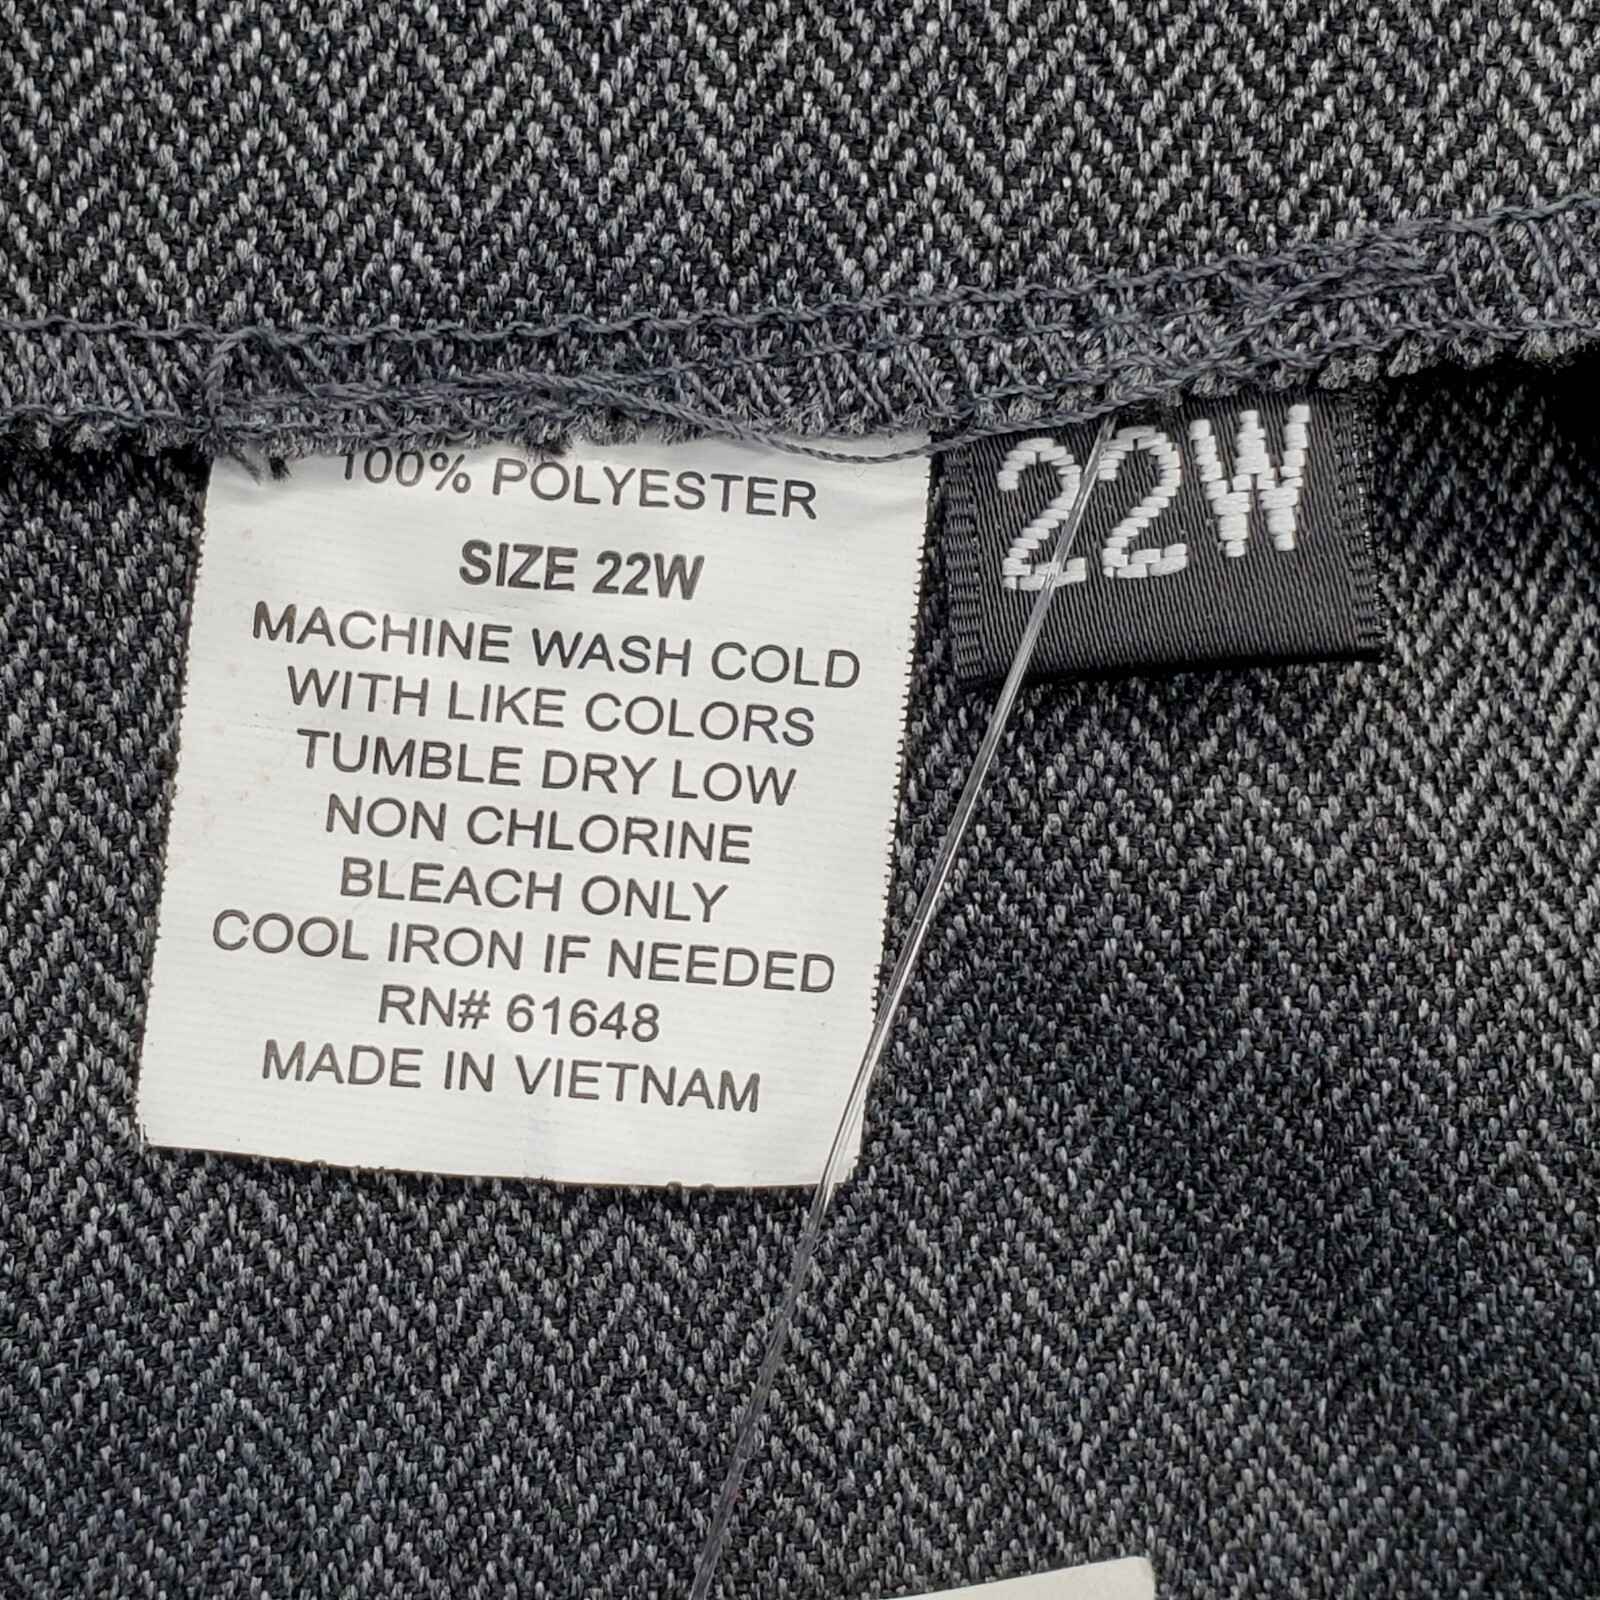 100% POLYESTER
SIZE 22W
MACHINE WASH COLD
WITH LIKE COLORS
TUMBLE DRY LOW
NON CHLORINE
BLEACH ONLY
COOL IRON IF NEEDED
RN# 61648
MADE IN VIETNAM
22W